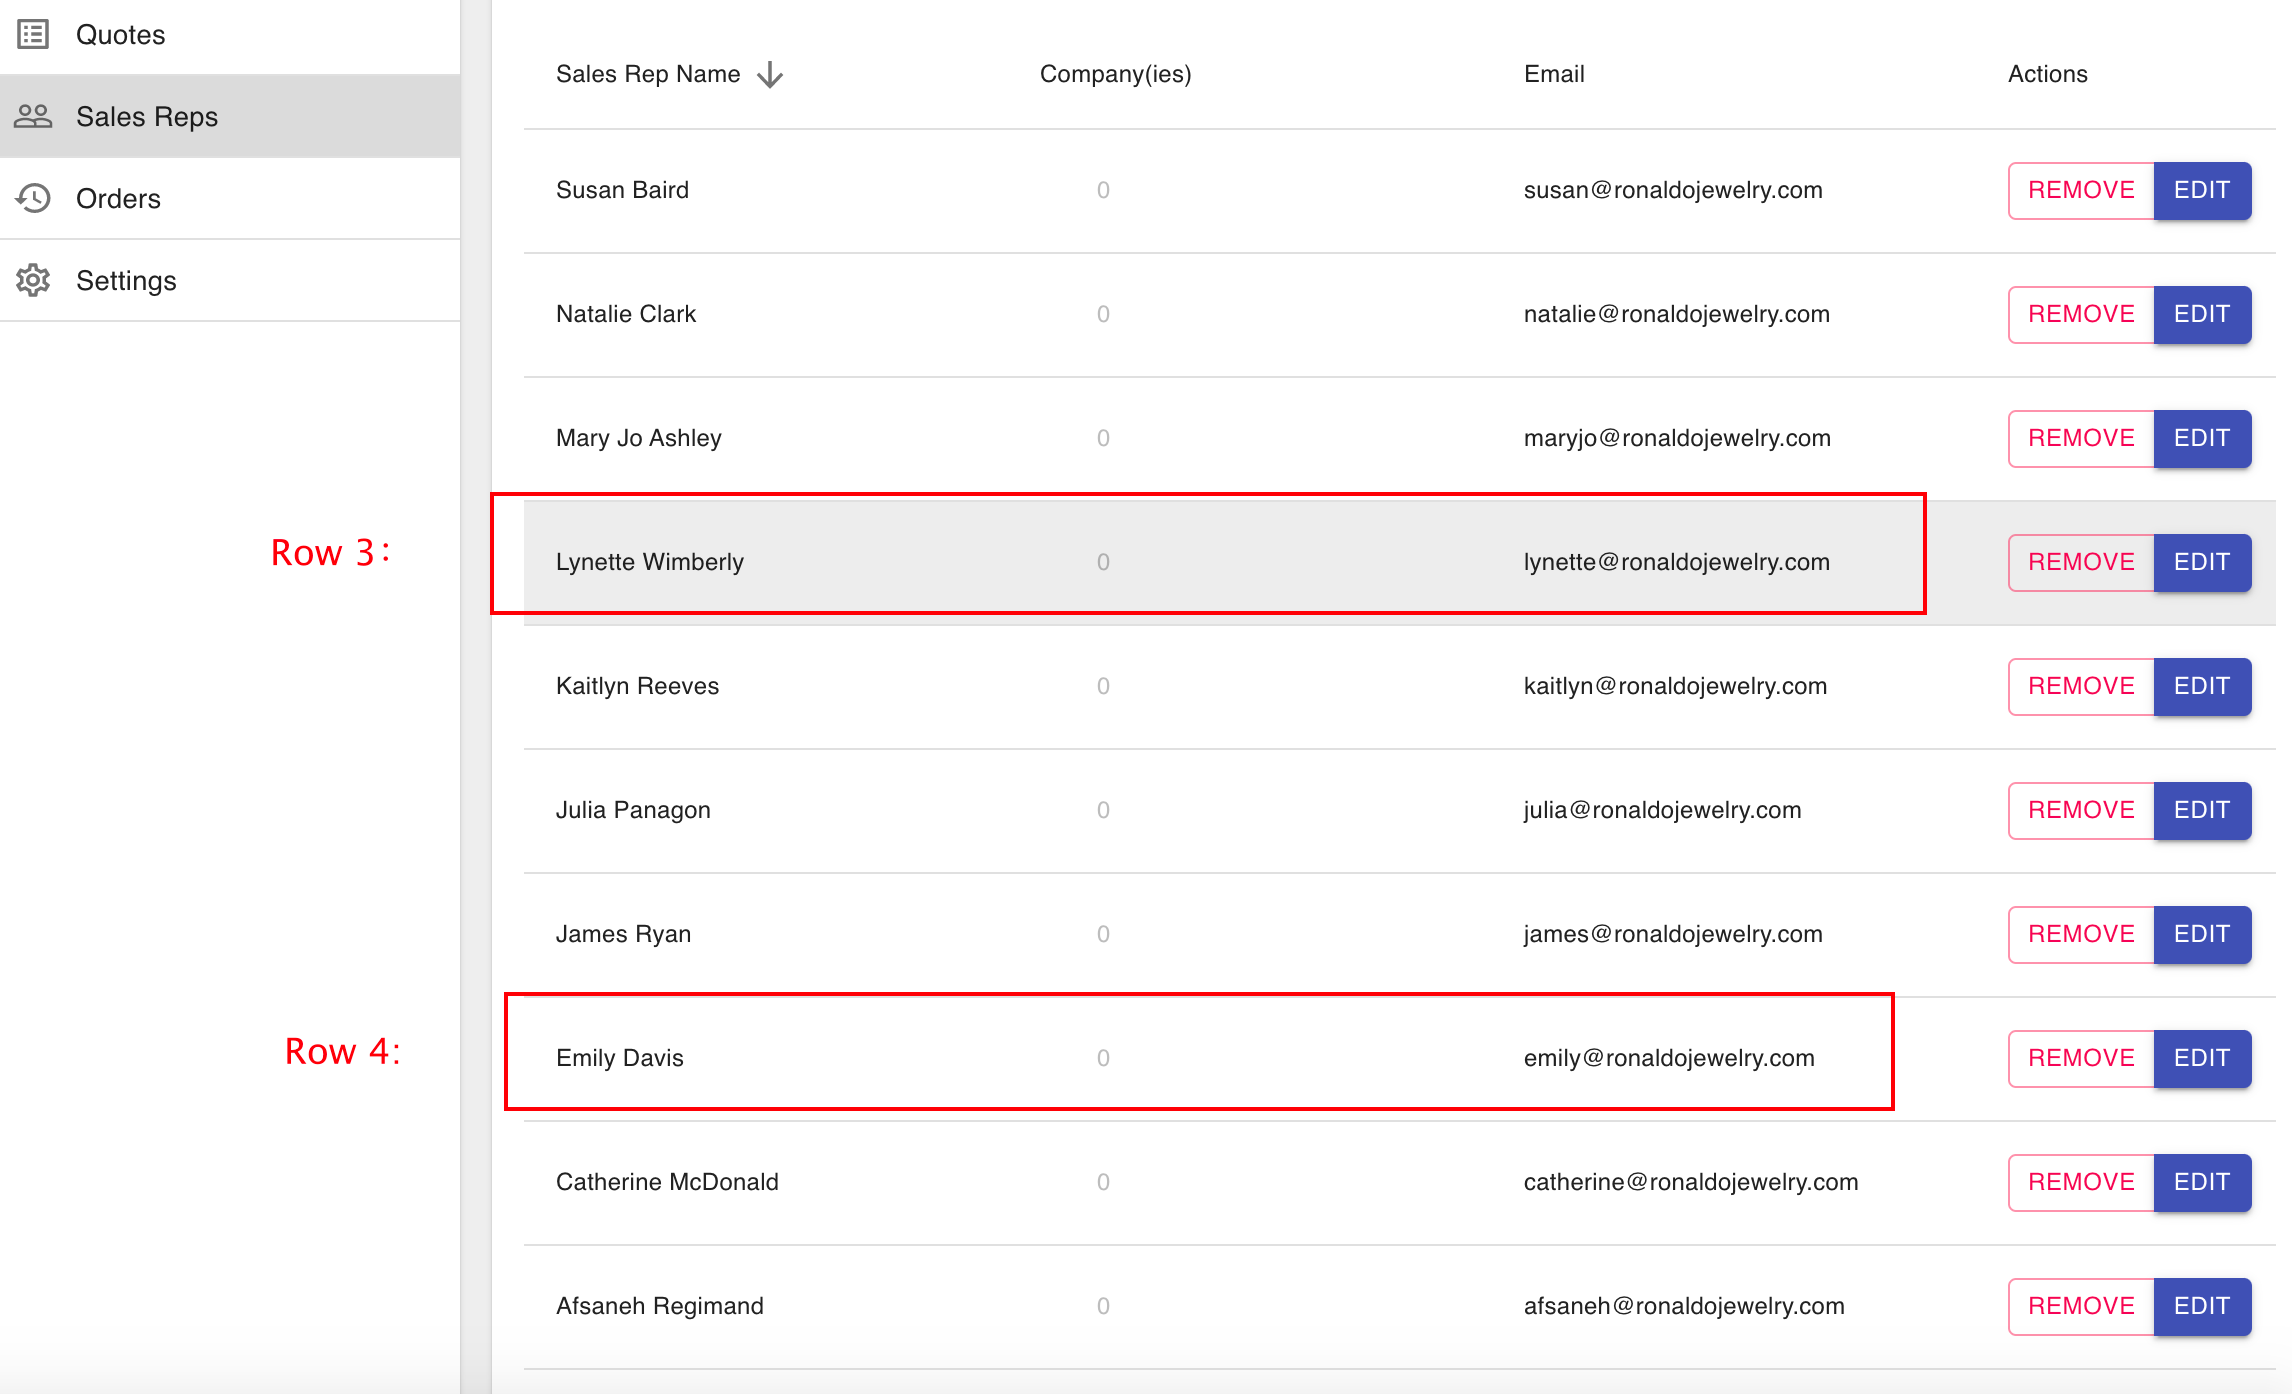 Quotes
Sales Reps
Orders
Settings
Sales Rep Name Company(ies) Email Actions
Susan Baird 0 susan@ronaldojewelry.com REMOVE EDIT
Natalie Clark 0 natalie@ronaldojewelry.com REMOVE EDIT
Mary Jo Ashley 0 maryjo@ronaldojewelry.com REMOVE EDIT
Row 3: Lynette Wimberly 0 lynette@ronaldojewelry.com REMOVE EDIT
Kaitlyn Reeves 0 kaitlyn@ronaldojewelry.com REMOVE EDIT
Julia Panagon 0 julia@ronaldojewelry.com REMOVE EDIT
James Ryan 0 james@ronaldojewelry.com REMOVE EDIT
Row 4: Emily Davis 0 emily@ronaldojewelry.com REMOVE EDIT
Catherine McDonald 0 catherine@ronaldojewelry.com REMOVE EDIT
Afsaneh Regimand 0 afsaneh@ronaldojewelry.com REMOVE EDIT